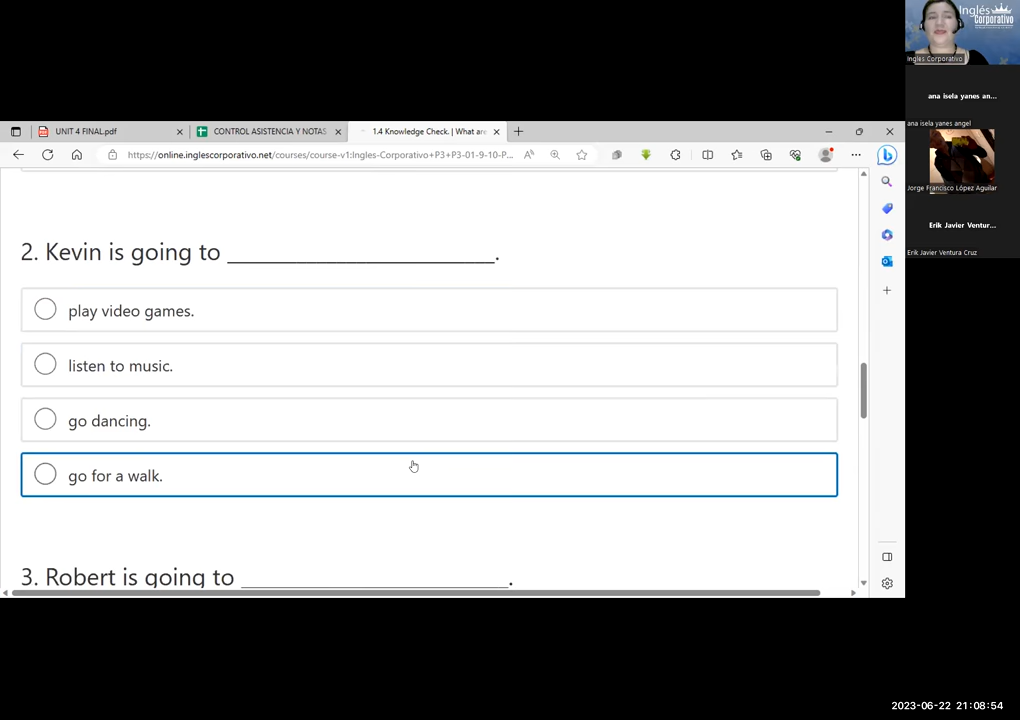 Inglés
Corporativo
Inglés Corporativo
ana isela yanes an...
ana isela yanes angel
Jorge Francisco López Aguilar
Erik Javier Ventur...
Erik Javier Ventura Cruz
UNIT 4 FINAL.pdf
CONTROL ASISTENCIA Y NOTAS
1.4 Knowledge Check. | What are
https://online.inglescorporativo.net/courses/course-v1:Ingles-Corporativo+P3+P3-01-9-10-P...
2. Kevin is going to ____________________________.
play video games.
listen to music.
go dancing.
go for a walk.
3. Robert is going to ____________________________.
2023-06-22 21:08:54